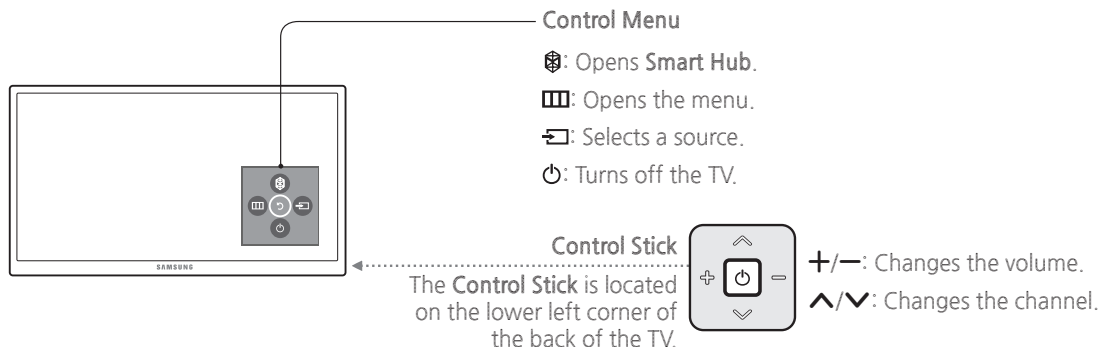 Control Menu
: Opens Smart Hub.
: Opens the menu.
: Selects a source.
: Turns off the TV.
SAMSUNG
Control Stick
The Control Stick is located
on the lower left corner of
the back of the TV.
+/−: Changes the volume.
∧/∨: Changes the channel.